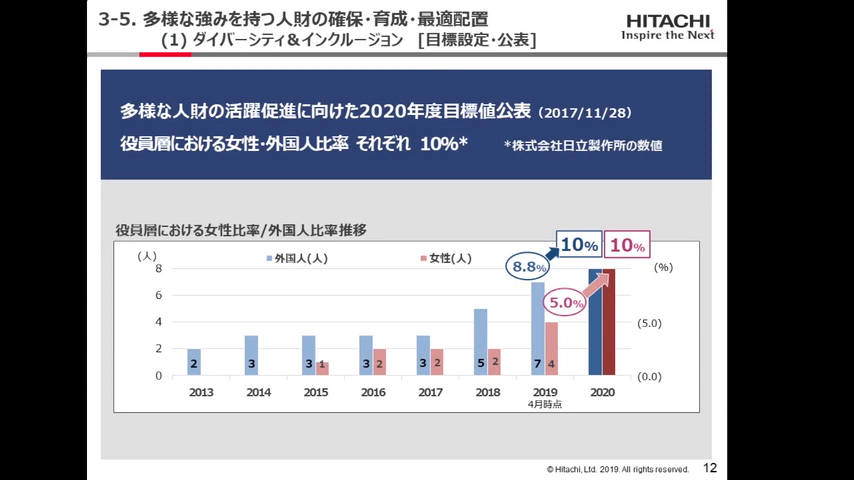 3-5. 多様な強みを持つ人財の確保・育成・最適配置
(1) ダイバーシティ&インクルージョン [目標設定・公表]
HITACHI
Inspire the Next
多様な人財の活躍促進に向けた2020年度目標値公表（2017/11/28）
役員層における女性・外国人比率 それぞれ 10%*
*株式会社日立製作所の数値
役員層における女性比率/外国人比率推移
(人)
外国人(人)
女性(人)
8.8%
10%
10%
5.0%
(%)
8
6
4
2
0
(5.0)
(0.0)
2
3
3
1
3
2
3
2
5
2
7
4
2013
2014
2015
2016
2017
2018
2019
2020
4月時点
© Hitachi, Ltd. 2019. All rights reserved.
12